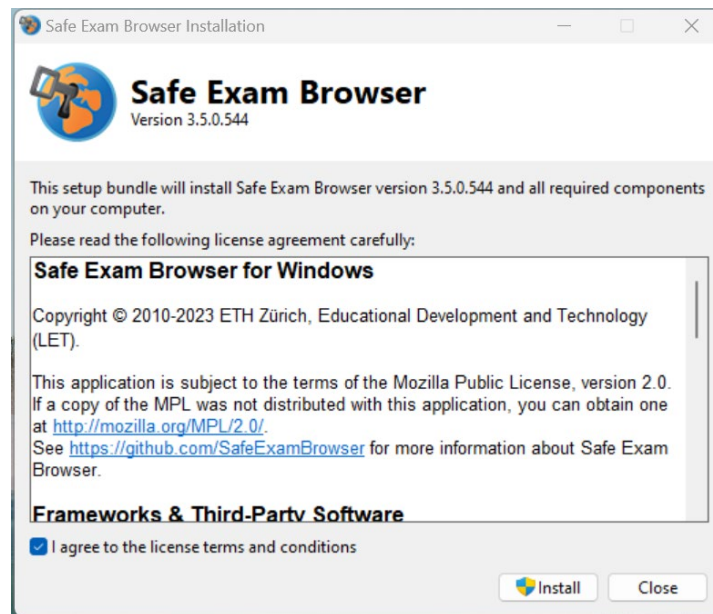 Safe Exam Browser Installation
Safe Exam Browser
Version 3.5.0.544
This setup bundle will install Safe Exam Browser version 3.5.0.544 and all required components
on your computer.
Please read the following license agreement carefully:
Safe Exam Browser for Windows
Copyright © 2010-2023 ETH Zürich, Educational Development and Technology
(LET).
This application is subject to the terms of the Mozilla Public License, version 2.0.
If a copy of the MPL was not distributed with this application, you can obtain one
at http://mozilla.org/MPL/2.0/.
See https://github.com/SafeExamBrowser for more information about Safe Exam
Browser.
Frameworks & Third-Party Software
I agree to the license terms and conditions
Install Close